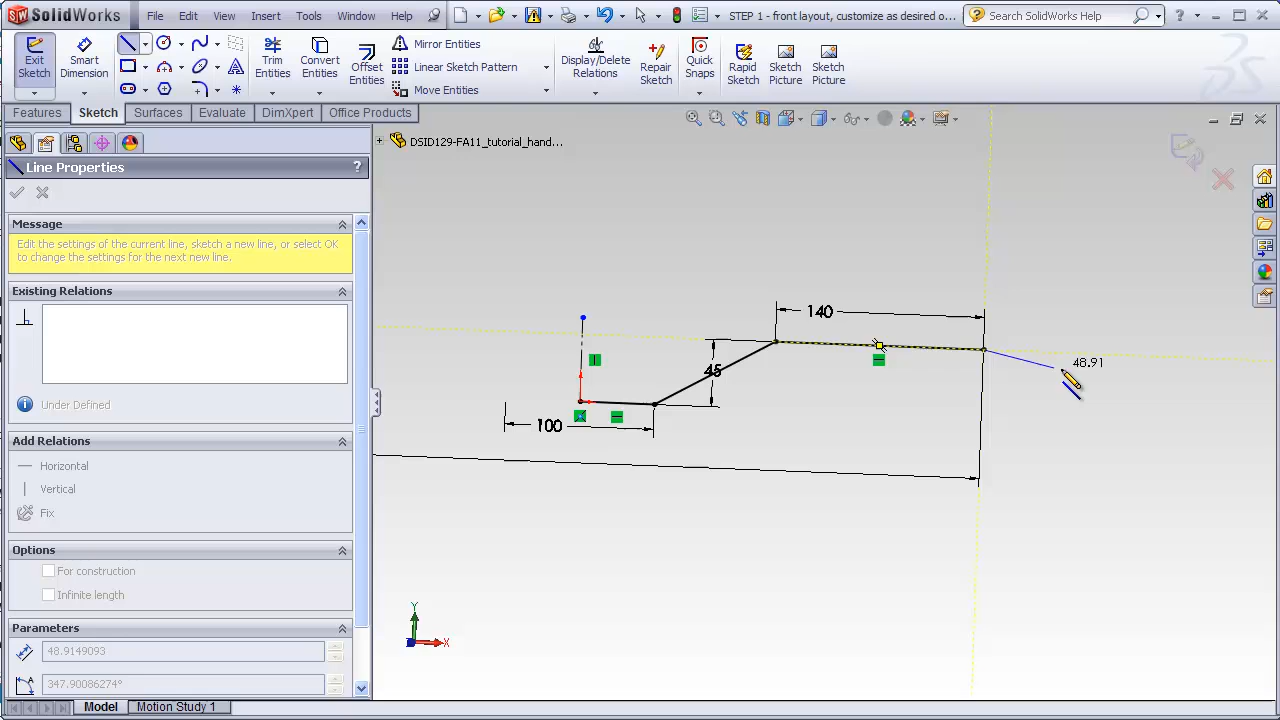 SolidWorks
File Edit View Insert Tools Window Help
STEP 1 - front layout, customize as desired o...
Search SolidWorks Help
Exit Sketch
Smart Dimension
Trim Entities
Convert Entities
Offset Entities
Mirror Entities
Linear Sketch Pattern
Move Entities
Display/Delete Relations
Repair Sketch
Quick Snaps
Rapid Sketch
Sketch Picture
Sketch Picture
Features Sketch Surfaces Evaluate DimXpert Office Products
DSID129-FA11_tutorial_hand...
Line Properties
?
Message
Edit the settings of the current line, sketch a new line, or select OK
to change the settings for the next new line.
Existing Relations
Under Defined
Add Relations
Horizontal
Vertical
Fix
Options
For construction
Infinite length
Parameters
48.9149093
347.90086274°
140
48.91
45
100
Y
X
Model Motion Study 1